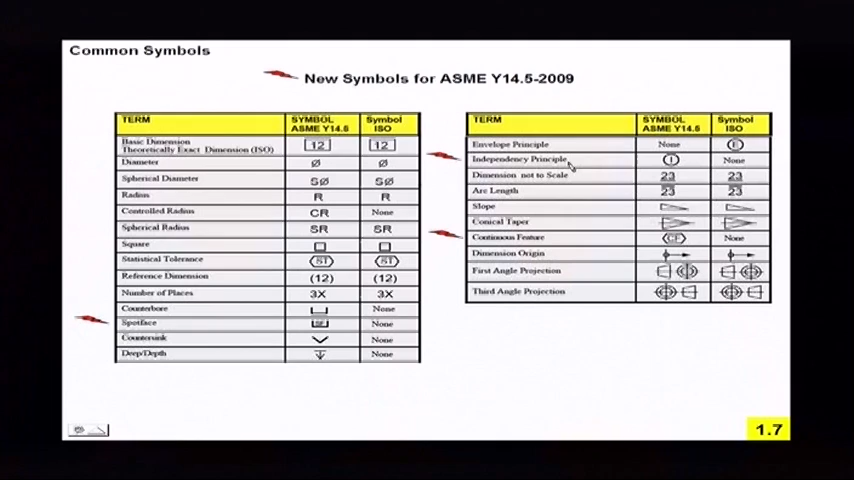 Common Symbols
New Symbols for ASME Y14.5-2009
TERM SYMBOL ASME Y14.5 Symbol ISO
Basic Dimension
Theoretically Exact Dimension (ISO) 12 12
Diameter Ø Ø
Spherical Diameter SØ SØ
Radius R R
Controlled Radius CR None
Spherical Radius SR SR
Square
Statistical Tolerance ST ST
Reference Dimension (12) (12)
Number of Places 3X 3X
Counterbore None
Spotface SF None
Countersink None
Deep/Depth None
TERM SYMBOL ASME Y14.5 Symbol ISO
Envelope Principle None E
Independency Principle I None
Dimension not to Scale 23 23
Arc Length 23 23
Slope
Conical Taper
Continuous Feature CF None
Dimension Origin
First Angle Projection
Third Angle Projection
1.7